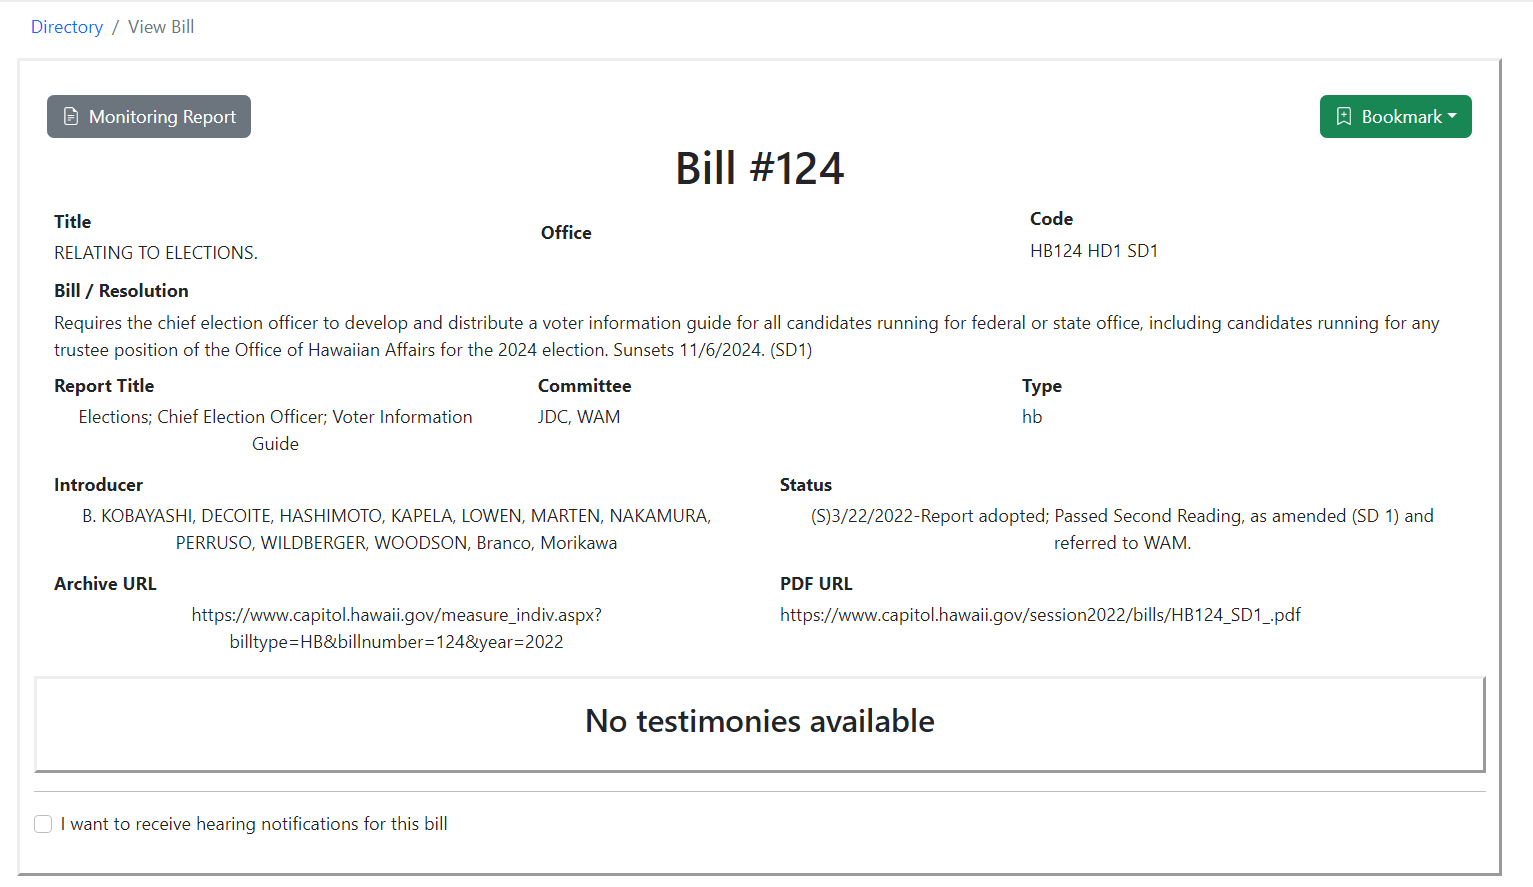 Directory / View Bill
Monitoring Report
Bookmark
Bill #124
Title
RELATING TO ELECTIONS.
Office
Code
HB124 HD1 SD1
Bill / Resolution
Requires the chief election officer to develop and distribute a voter information guide for all candidates running for federal or state office, including candidates running for any
trustee position of the Office of Hawaiian Affairs for the 2024 election. Sunsets 11/6/2024. (SD1)
Report Title
Elections; Chief Election Officer; Voter Information
Guide
Committee
JDC, WAM
Type
hb
Introducer
B. KOBAYASHI, DECOITE, HASHIMOTO, KAPELA, LOWEN, MARTEN, NAKAMURA,
PERRUSO, WILDBERGER, WOODSON, Branco, Morikawa
Status
(S)3/22/2022-Report adopted; Passed Second Reading, as amended (SD 1) and
referred to WAM.
Archive URL
https://www.capitol.hawaii.gov/measure_indiv.aspx?
billtype=HB&billnumber=124&year=2022
PDF URL
https://www.capitol.hawaii.gov/session2022/bills/HB124_SD1_.pdf
No testimonies available
I want to receive hearing notifications for this bill